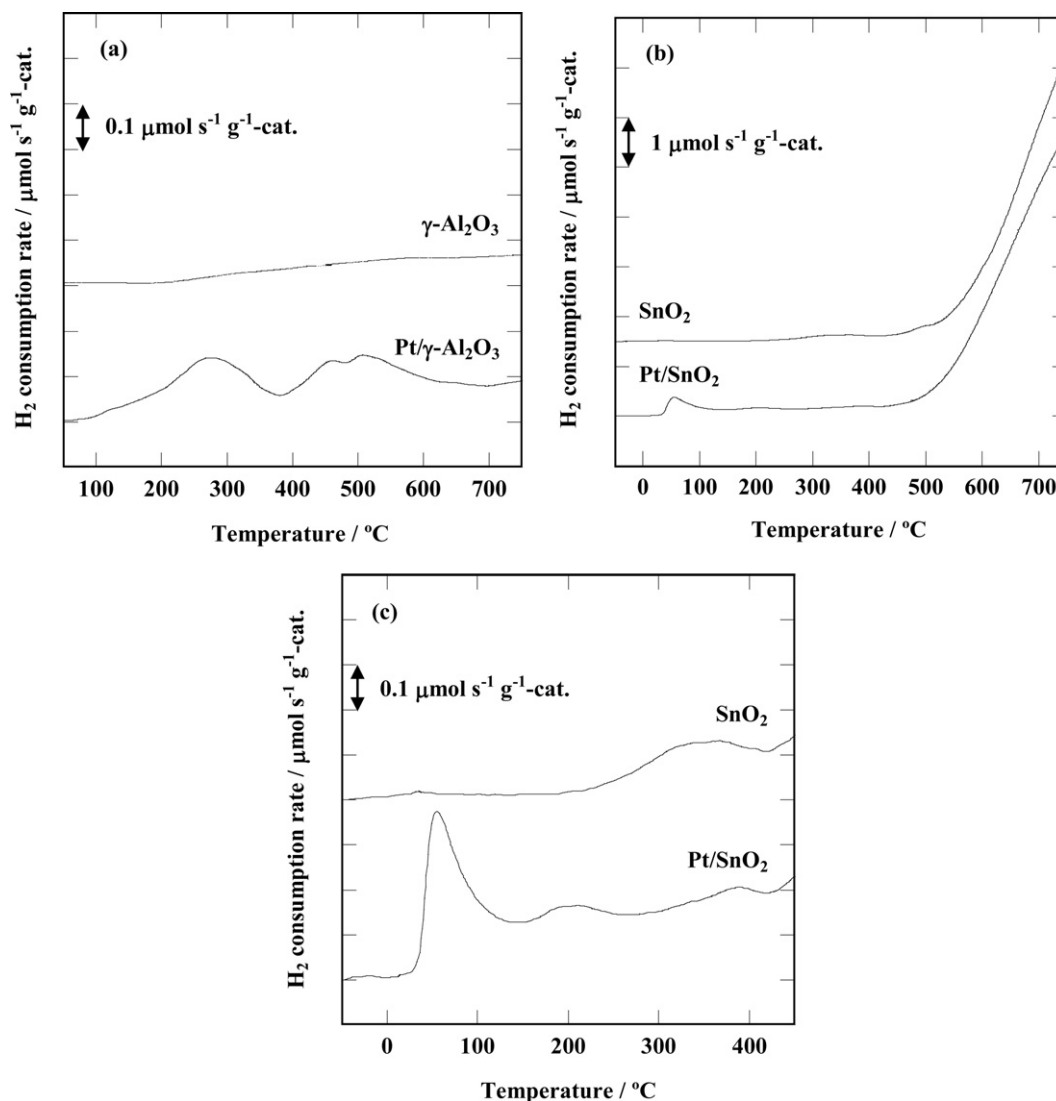 (a)
H₂ consumption rate / μmol s⁻¹ g⁻¹-cat.
0.1 μmol s⁻¹ g⁻¹-cat.
γ-Al₂O₃
Pt/γ-Al₂O₃
100 200 300 400 500 600 700
Temperature / ºC
(b)
H₂ consumption rate / μmol s⁻¹ g⁻¹-cat.
1 μmol s⁻¹ g⁻¹-cat.
SnO₂
Pt/SnO₂
0 100 200 300 400 500 600 700
Temperature / ºC
(c)
H₂ consumption rate / μmol s⁻¹ g⁻¹-cat.
0.1 μmol s⁻¹ g⁻¹-cat.
SnO₂
Pt/SnO₂
0 100 200 300 400
Temperature / ºC